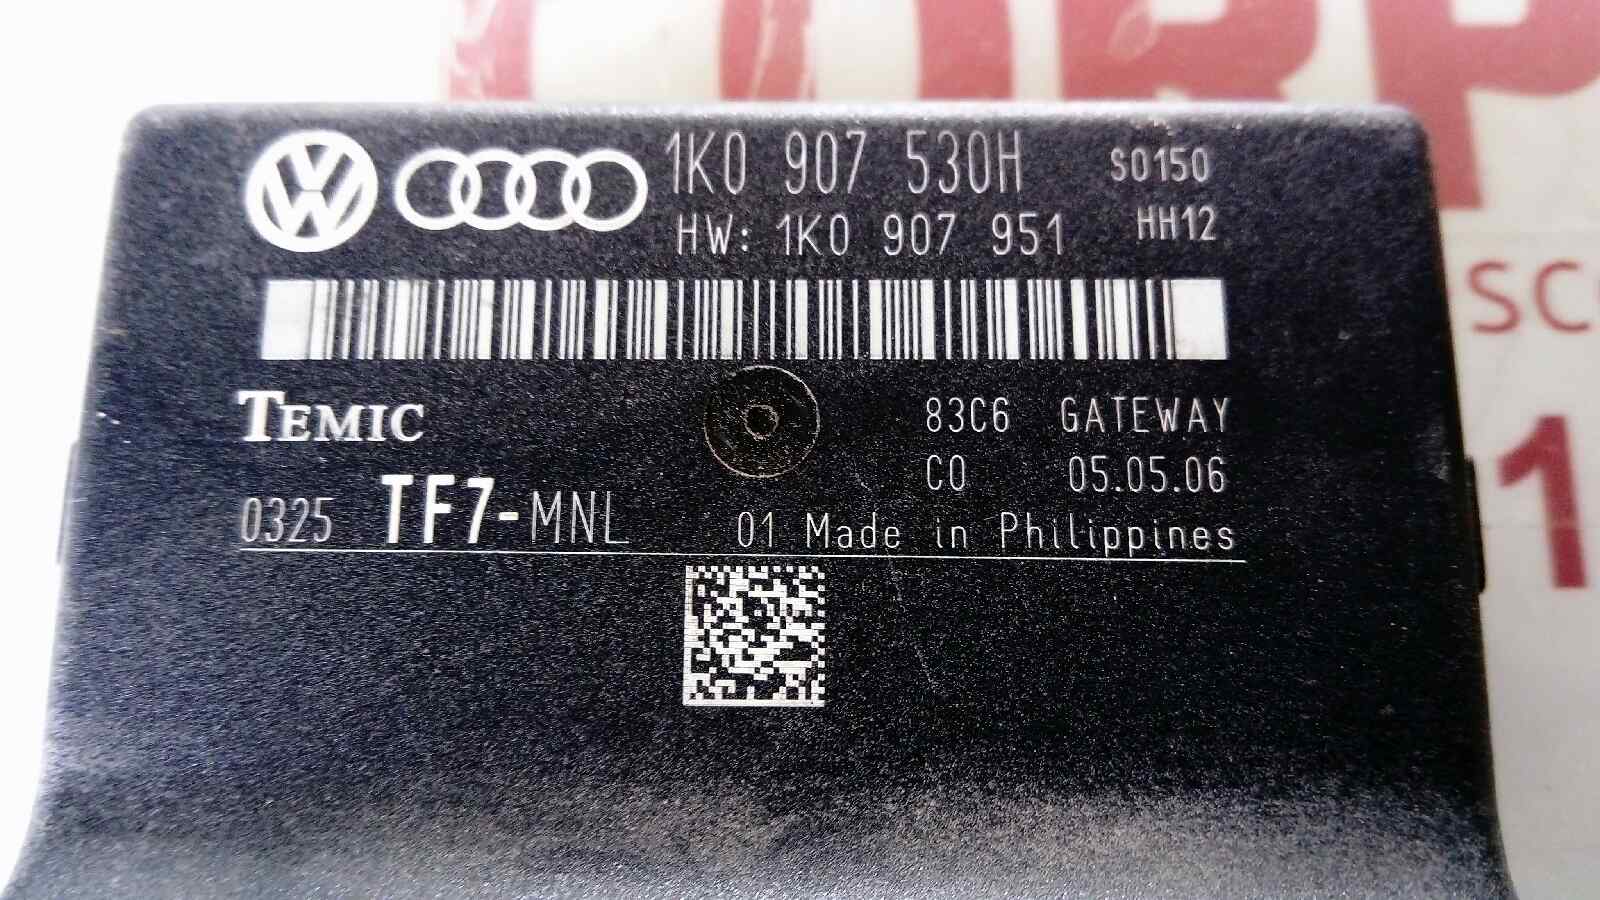 1K0 907 530H S0150
HW: 1K0 907 951 HH12
TEMIC
83C6 GATEWAY
C0 05.05.06
0325 TF7-MNL
01 Made in Philippines
1